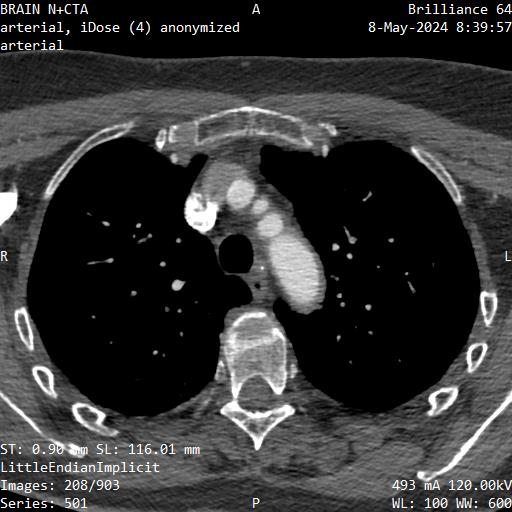 BRAIN N+CTA A Brilliance 64
arterial, iDose (4) anonymized 8-May-2024 8:39:57
arterial
R L
ST: 0.90 mm SL: 116.01 mm
LittleEndianImplicit
Images: 208/903 493 mA 120.00kV
Series: 501 P WL: 100 WW: 600